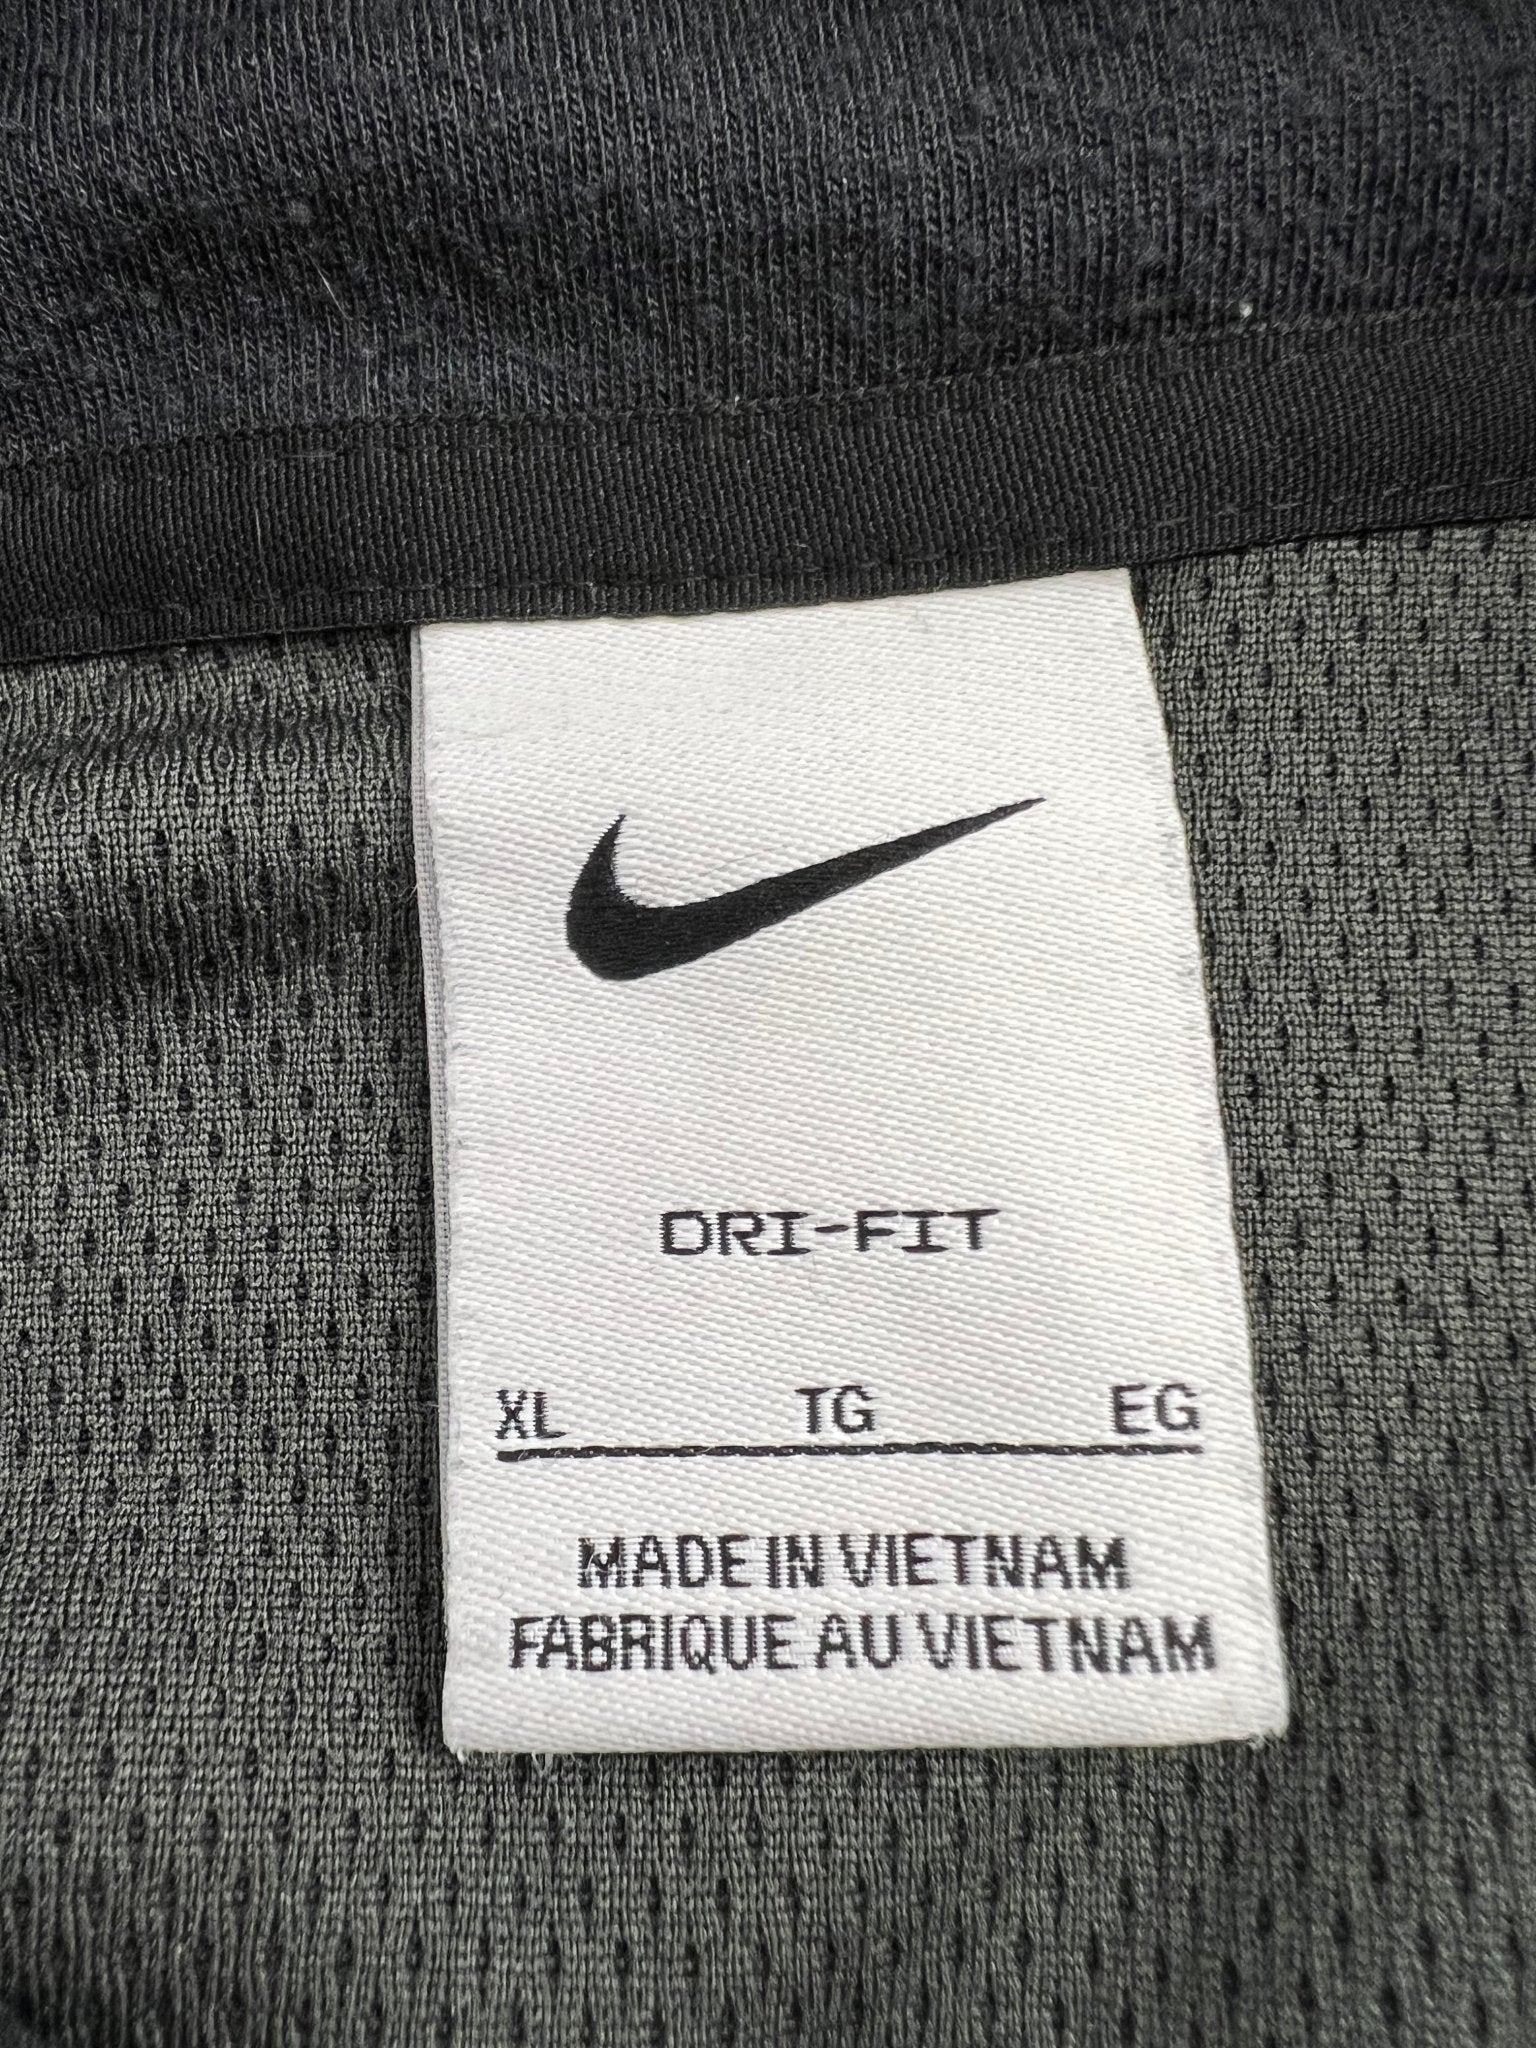 DRI-FIT
XL TG EG
MADE IN VIETNAM
FABRIQUE AU VIETNAM